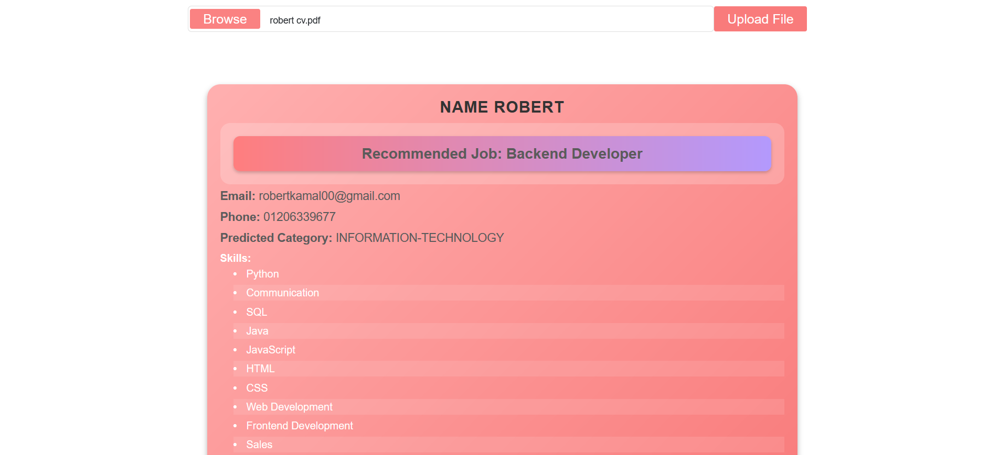 Browse robert cv.pdf Upload File
NAME ROBERT
Recommended Job: Backend Developer
Email: robertkamal00@gmail.com
Phone: 01206339677
Predicted Category: INFORMATION-TECHNOLOGY
Skills:
• Python
• Communication
• SQL
• Java
• JavaScript
• HTML
• CSS
• Web Development
• Frontend Development
• Sales